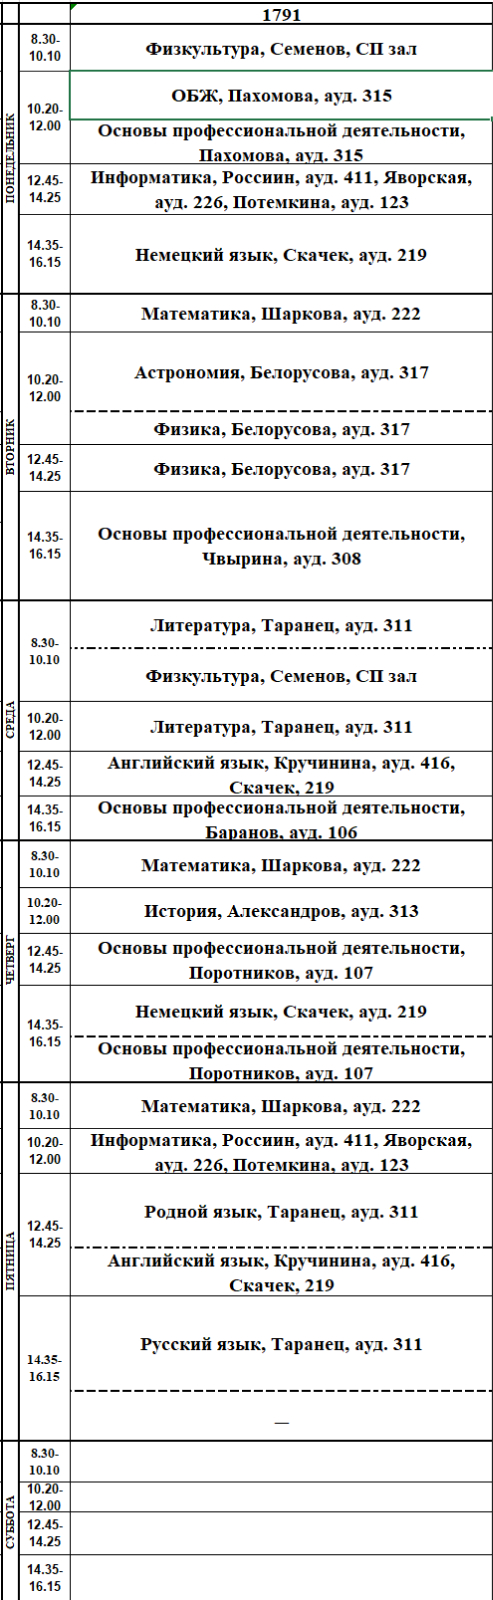 1791
ПОНЕДЕЛЬНИК
8.30-
10.10
Физкультура, Семенов, СП зал
10.20-
12.00
ОБЖ, Пахомова, ауд. 315
Основы профессиональной деятельности,
Пахомова, ауд. 315
12.45-
14.25
Информатика, Россиин, ауд. 411, Яворская,
ауд. 226, Потемкина, ауд. 123
14.35-
16.15
Немецкий язык, Скачек, ауд. 219
ВТОРНИК
8.30-
10.10
Математика, Шаркова, ауд. 222
10.20-
12.00
Астрономия, Белорусова, ауд. 317
Физика, Белорусова, ауд. 317
12.45-
14.25
Физика, Белорусова, ауд. 317
14.35-
16.15
Основы профессиональной деятельности,
Чвырина, ауд. 308
СРЕДА
8.30-
10.10
Литература, Таранец, ауд. 311
Физкультура, Семенов, СП зал
10.20-
12.00
Литература, Таранец, ауд. 311
12.45-
14.25
Английский язык, Кручинина, ауд. 416,
Скачек, 219
14.35-
16.15
Основы профессиональной деятельности,
Баранов, ауд. 106
ЧЕТВЕРГ
8.30-
10.10
Математика, Шаркова, ауд. 222
10.20-
12.00
История, Александров, ауд. 313
12.45-
14.25
Основы профессиональной деятельности,
Поротников, ауд. 107
14.35-
16.15
Немецкий язык, Скачек, ауд. 219
Основы профессиональной деятельности,
Поротников, ауд. 107
ПЯТНИЦА
8.30-
10.10
Математика, Шаркова, ауд. 222
10.20-
12.00
Информатика, Россиин, ауд. 411, Яворская,
ауд. 226, Потемкина, ауд. 123
12.45-
14.25
Родной язык, Таранец, ауд. 311
Английский язык, Кручинина, ауд. 416,
Скачек, 219
14.35-
16.15
Русский язык, Таранец, ауд. 311
—
СУББОТА
8.30-
10.10
10.20-
12.00
12.45-
14.25
14.35-
16.15